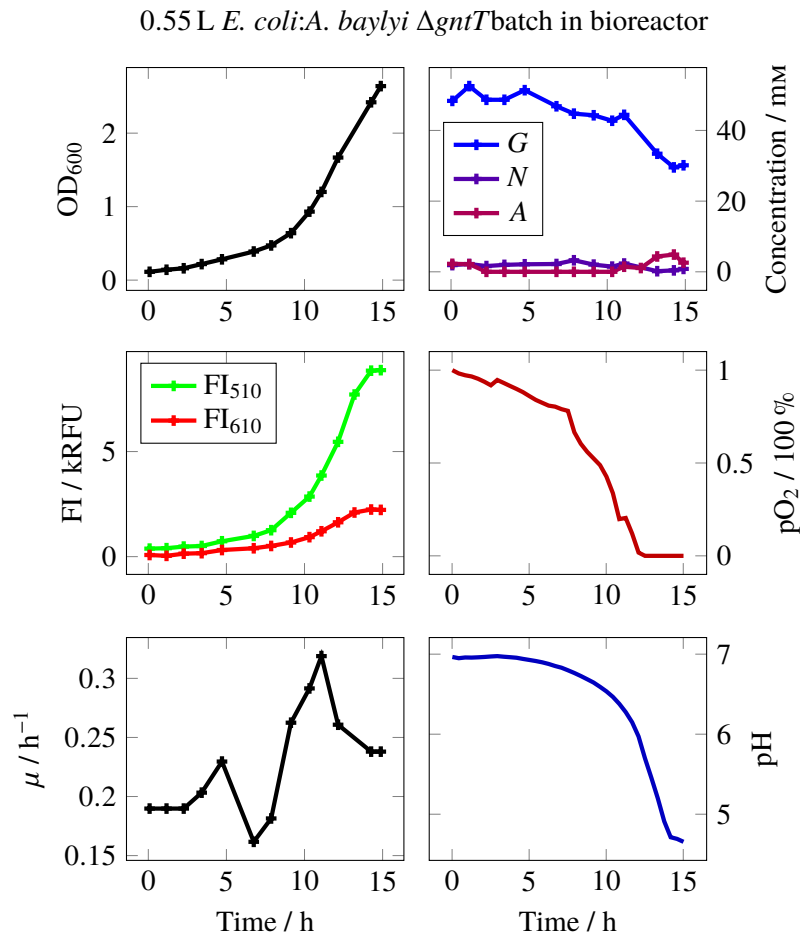 0.55 L E. coli:A. baylyi ΔgntT batch in bioreactor
OD600
0
1
2
0 5 10 15
G
N
A
0
20
40
Concentration / mM
0 5 10 15
FI / kRFU
0
5
FI510
FI610
0 5 10 15
0
0.5
1
pO2 / 100 %
0 5 10 15
μ / h−1
0.15
0.2
0.25
0.3
0 5 10 15
Time / h
5
6
7
pH
0 5 10 15
Time / h